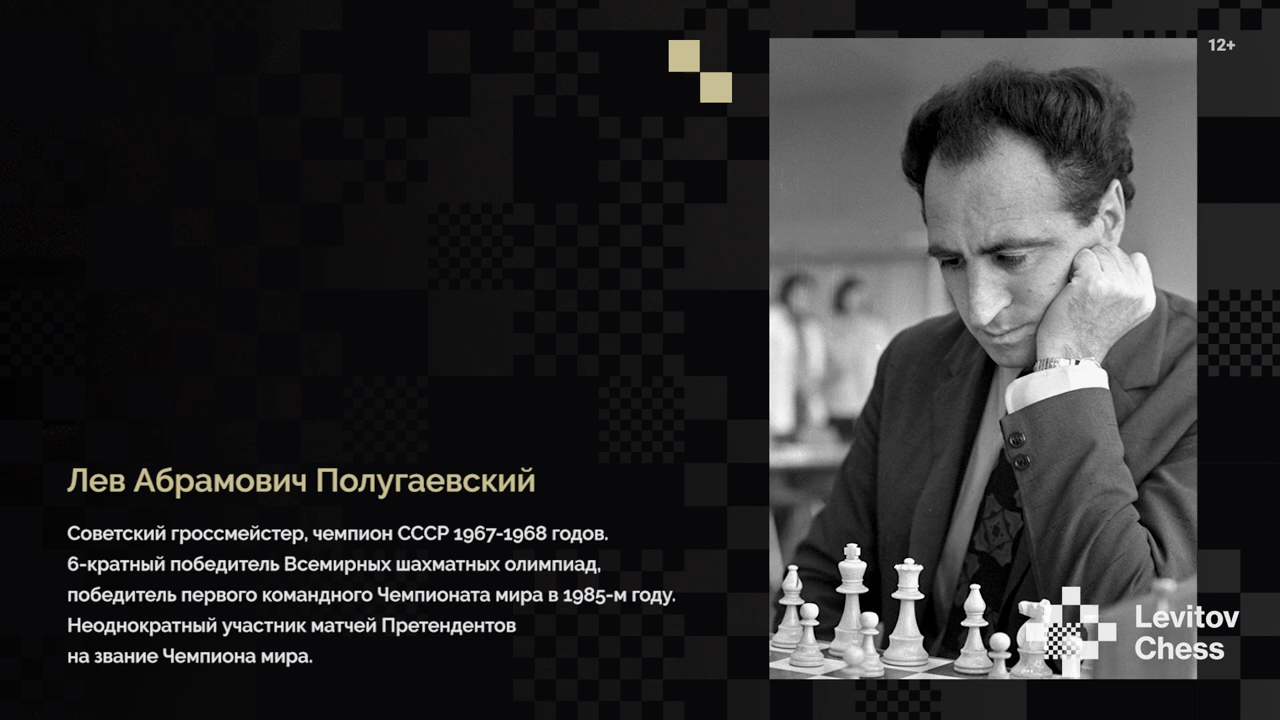 12+
Лев Абрамович Полугаевский
Советский гроссмейстер, чемпион СССР 1967-1968 годов.
6-кратный победитель Всемирных шахматных олимпиад,
победитель первого командного Чемпионата мира в 1985-м году.
Неоднократный участник матчей Претендентов
на звание Чемпиона мира.
Levitov
Chess